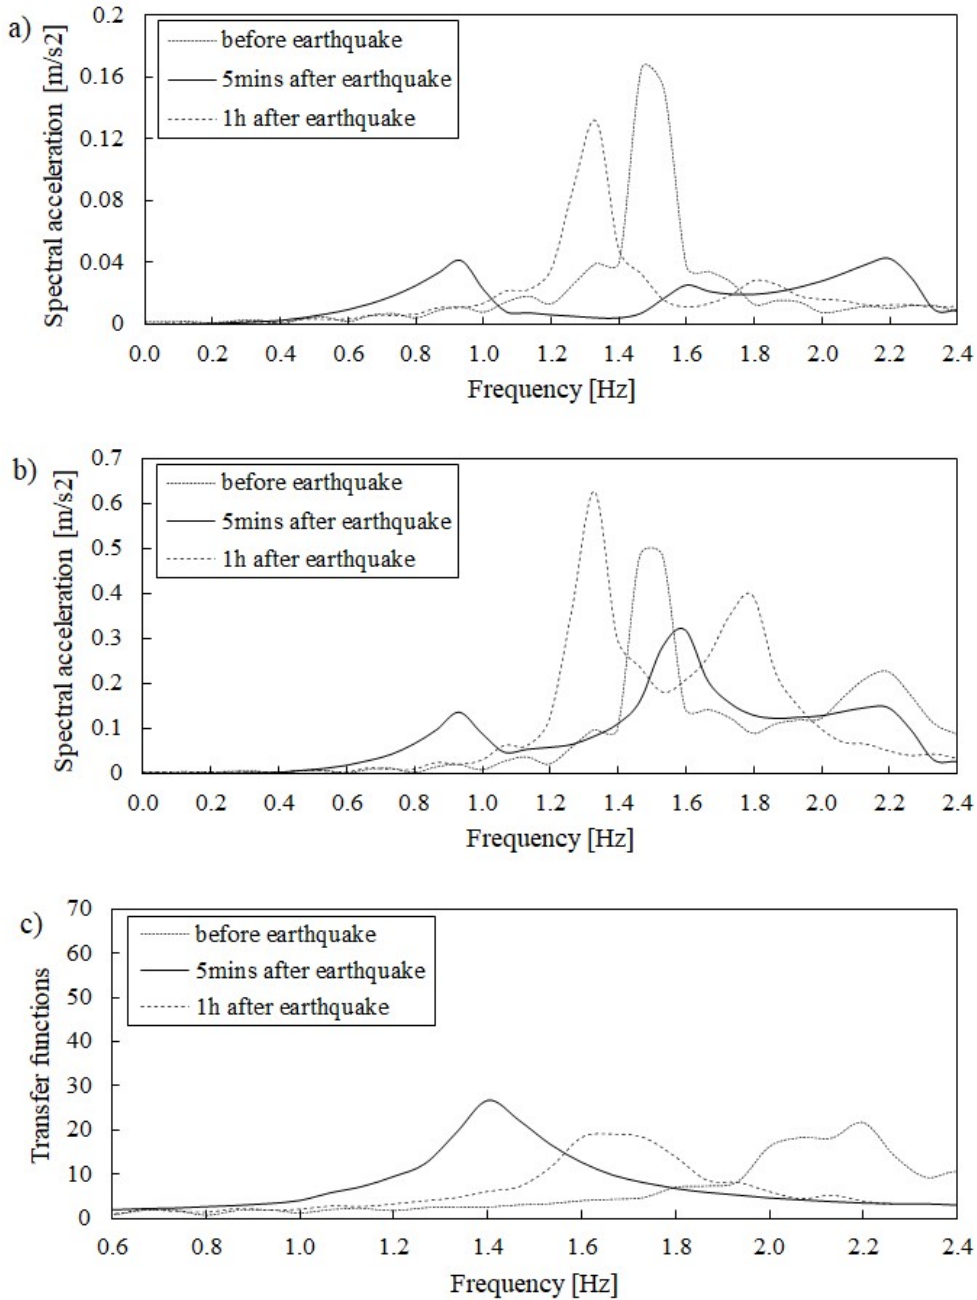 a)
Spectral acceleration [m/s2]
0.2
0.16
0.12
0.08
0.04
0
before earthquake
5mins after earthquake
1h after earthquake
0.0 0.2 0.4 0.6 0.8 1.0 1.2 1.4 1.6 1.8 2.0 2.2 2.4
Frequency [Hz]
b)
Spectral acceleration [m/s2]
0.7
0.6
0.5
0.4
0.3
0.2
0.1
0
before earthquake
5mins after earthquake
1h after earthquake
0.0 0.2 0.4 0.6 0.8 1.0 1.2 1.4 1.6 1.8 2.0 2.2 2.4
Frequency [Hz]
c)
Transfer functions
70
60
50
40
30
20
10
0
before earthquake
5mins after earthquake
1h after earthquake
0.6 0.8 1.0 1.2 1.4 1.6 1.8 2.0 2.2 2.4
Frequency [Hz]